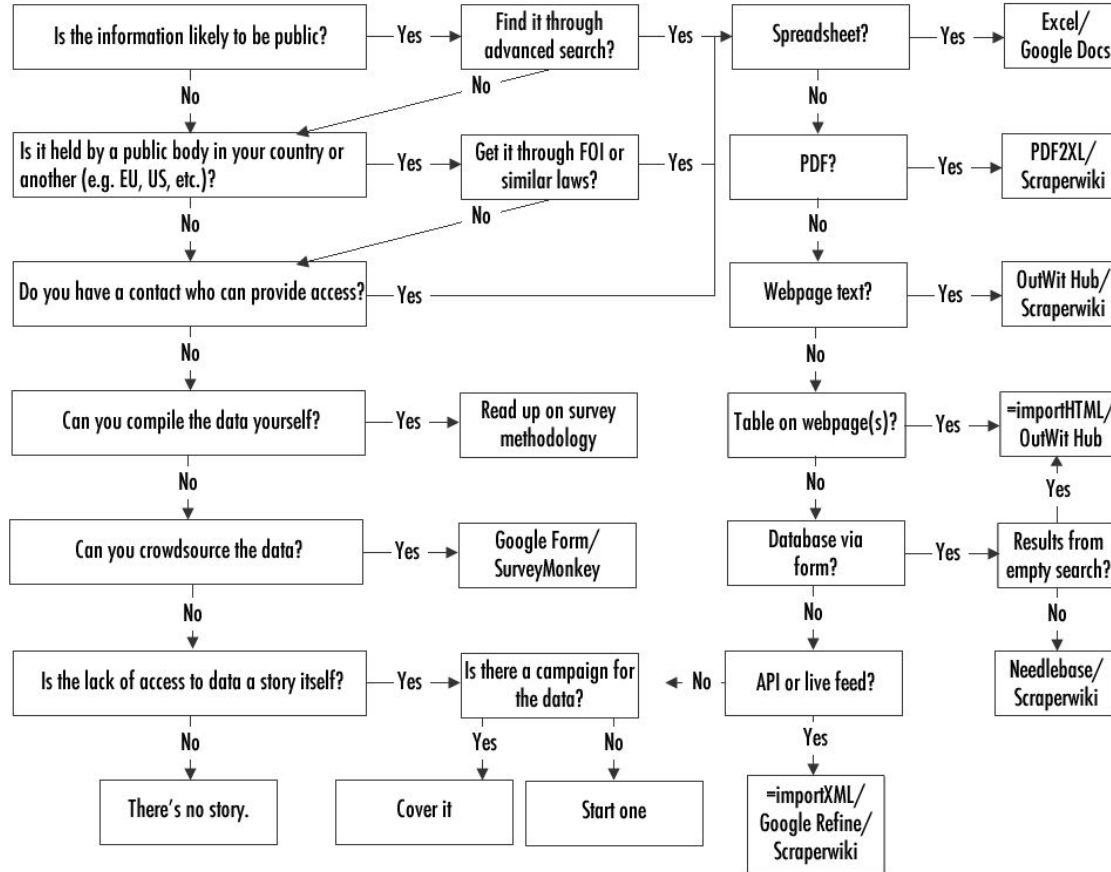 Is the information likely to be public?
Yes
Find it through
advanced search?
Yes
Spreadsheet?
Yes
Excel/
Google Docs
No
No
No
Is it held by a public body in your country or
another (e.g. EU, US, etc.)?
Yes
Get it through FOI or
similar laws?
Yes
PDF?
Yes
PDF2XL/
Scraperwiki
No
No
No
Do you have a contact who can provide access?
Yes
Webpage text?
Yes
OutWit Hub/
Scraperwiki
No
No
Can you compile the data yourself?
Yes
Read up on survey
methodology
Table on webpage(s)?
Yes
=importHTML/
OutWit Hub
No
No
Yes
Can you crowdsource the data?
Yes
Google Form/
SurveyMonkey
Database via
form?
Yes
Results from
empty search?
No
No
No
Is the lack of access to data a story itself?
Yes
Is there a campaign for
the data?
No
API or live feed?
Needlebase/
Scraperwiki
No
Yes
No
Yes
There's no story.
Cover it
Start one
=importXML/
Google Refine/
Scraperwiki